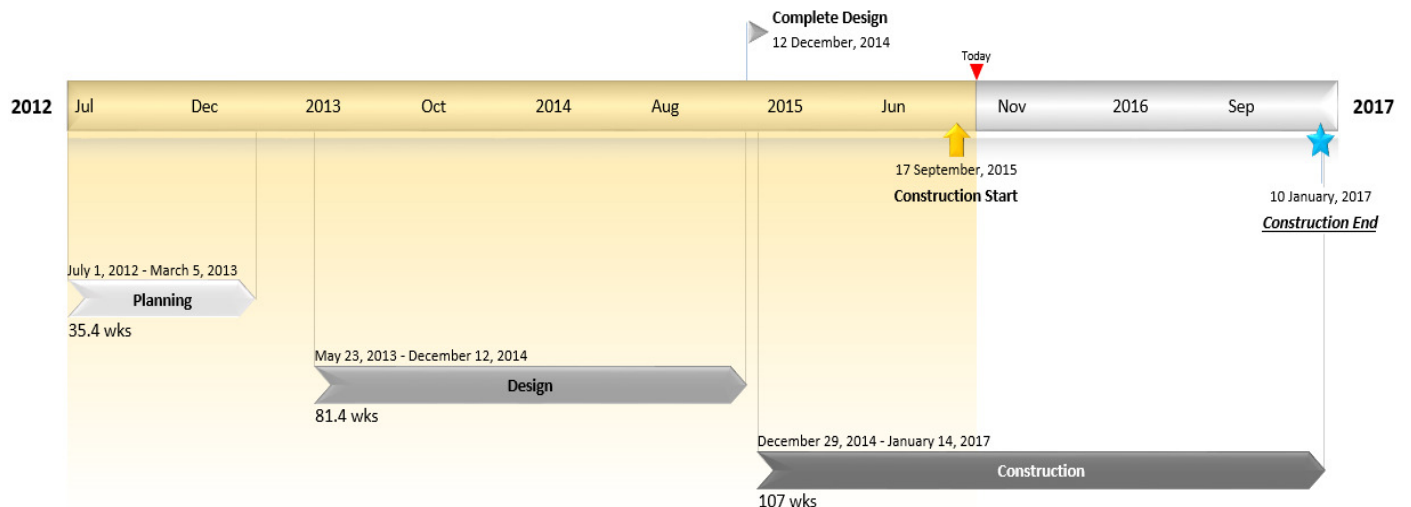 Complete Design
12 December, 2014
Today
2012 Jul Dec 2013 Oct 2014 Aug 2015 Jun Nov 2016 Sep 2017
17 September, 2015
Construction Start
10 January, 2017
Construction End
July 1, 2012 - March 5, 2013
Planning
35.4 wks
May 23, 2013 - December 12, 2014
Design
81.4 wks
December 29, 2014 - January 14, 2017
Construction
107 wks